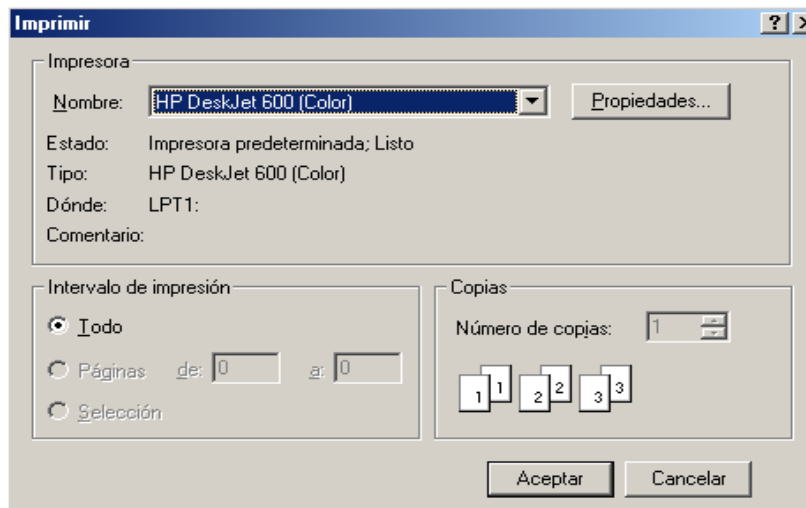 Imprimir
Impresora
Nombre: HP DeskJet 600 (Color) Propiedades...
Estado: Impresora predeterminada; Listo
Tipo: HP DeskJet 600 (Color)
Dónde: LPT1:
Comentario:
Intervalo de impresión
Todo
Páginas de: 0 a: 0
Selección
Copias
Número de copias: 1
1 1 2 2 3 3
Aceptar Cancelar